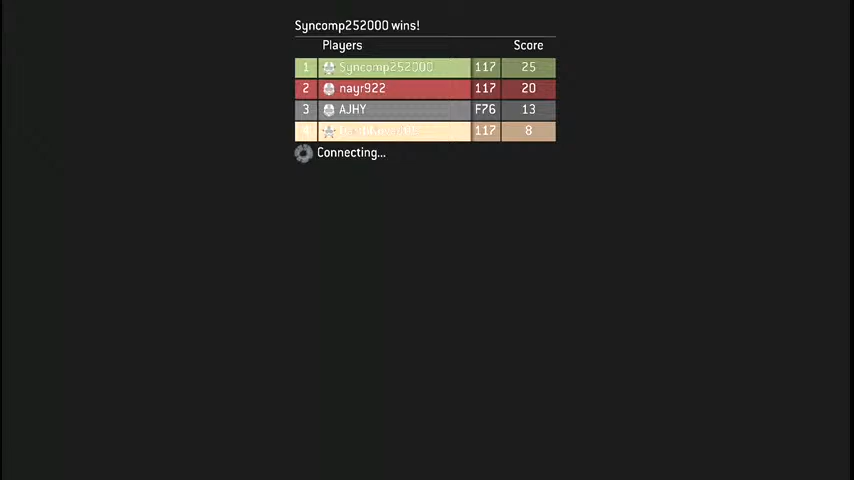 Syncomp252000 wins!
Players Score
1 Syncomp252000 117 25
2 nayr922 117 20
3 AJHY F76 13
4 117 8
Connecting...